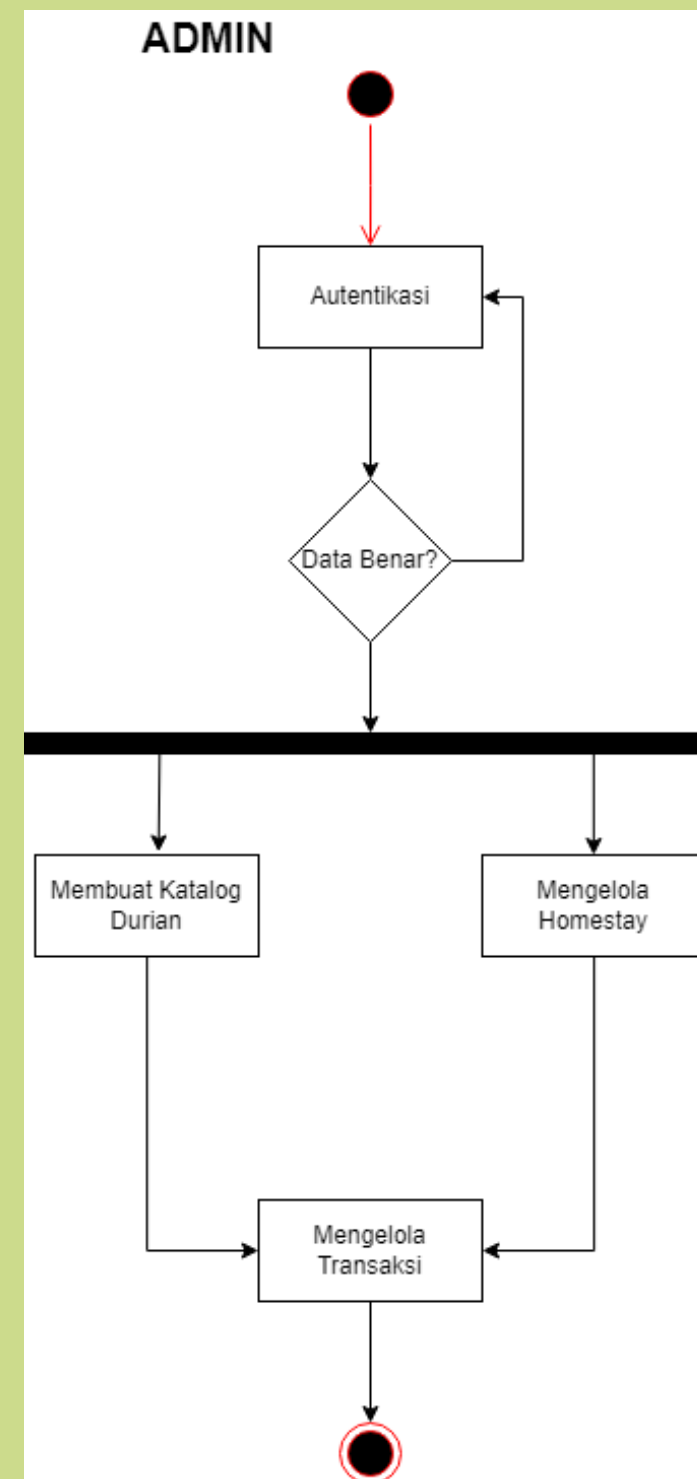 ADMIN
Autentikasi
Data Benar?
Membuat Katalog
Durian
Mengelola
Homestay
Mengelola
Transaksi